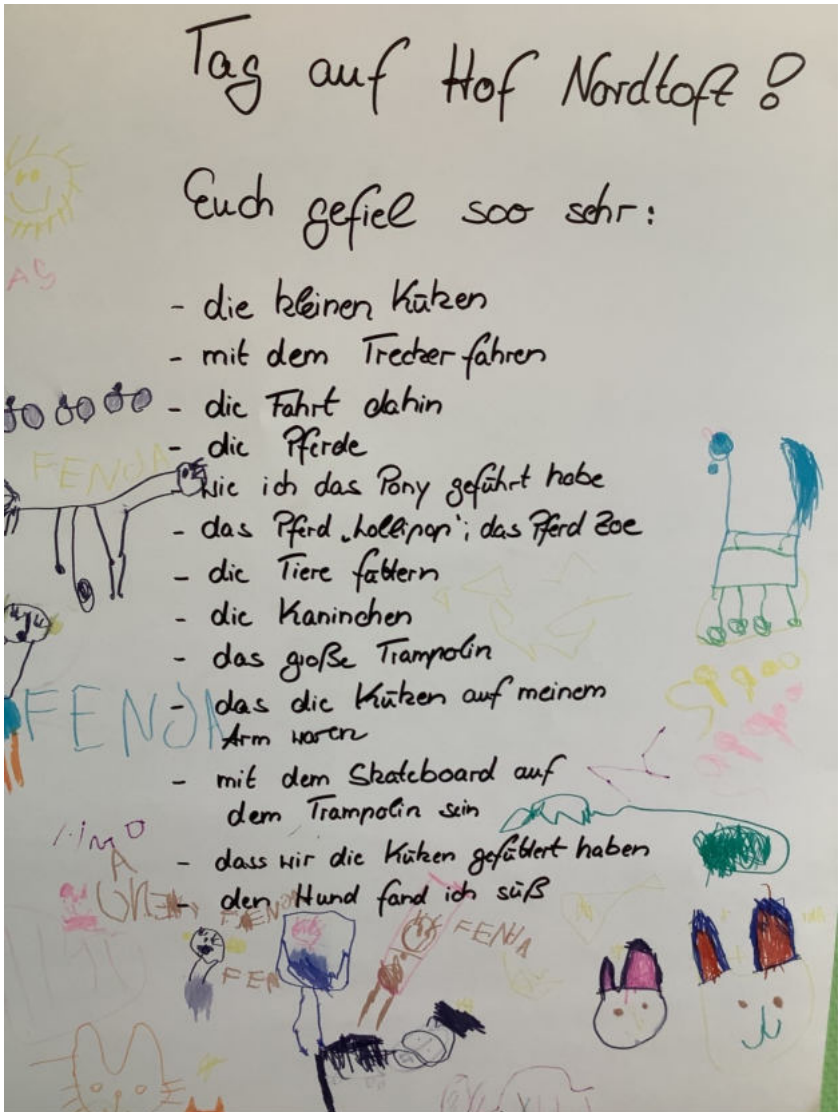 Tag auf Hof Nordtoft!
Euch gefiel soo sehr:
- die kleinen Küken
- mit dem Trecker fahren
- die Fahrt dahin
- die Pferde
FENJA
- wie ich das Pony geführt habe
- das Pferd "Lollipop"; das Pferd Zoe
- die Tiere füttern
- die Kaninchen
- das große Trampolin
- das die Küken auf meinem
Arm waren
FENJA
- mit dem Skateboard auf
dem Trampolin sein
- dass wir die Küken gefüttert haben
- den Hund fand ich süß
FENJA
FENJA
FEN